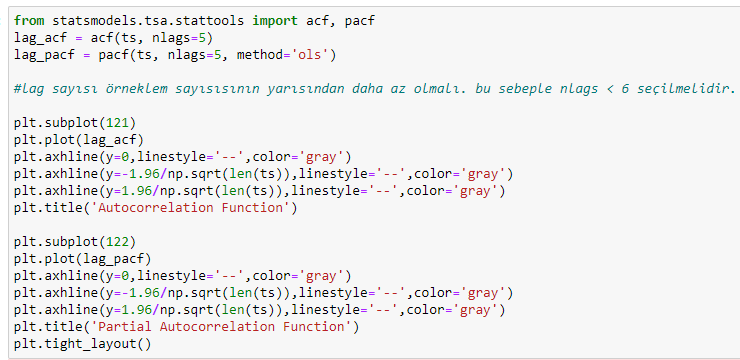 from statsmodels.tsa.stattools import acf, pacf
lag_acf = acf(ts, nlags=5)
lag_pacf = pacf(ts, nlags=5, method='ols')
#lag sayısı örneklem sayısısının yarısından daha az olmalı. bu sebeple nlags < 6 seçilmelidir.
plt.subplot(121)
plt.plot(lag_acf)
plt.axhline(y=0,linestyle='--',color='gray')
plt.axhline(y=-1.96/np.sqrt(len(ts)),linestyle='--',color='gray')
plt.axhline(y=1.96/np.sqrt(len(ts)),linestyle='--',color='gray')
plt.title('Autocorrelation Function')
plt.subplot(122)
plt.plot(lag_pacf)
plt.axhline(y=0,linestyle='--',color='gray')
plt.axhline(y=-1.96/np.sqrt(len(ts)),linestyle='--',color='gray')
plt.axhline(y=1.96/np.sqrt(len(ts)),linestyle='--',color='gray')
plt.title('Partial Autocorrelation Function')
plt.tight_layout()